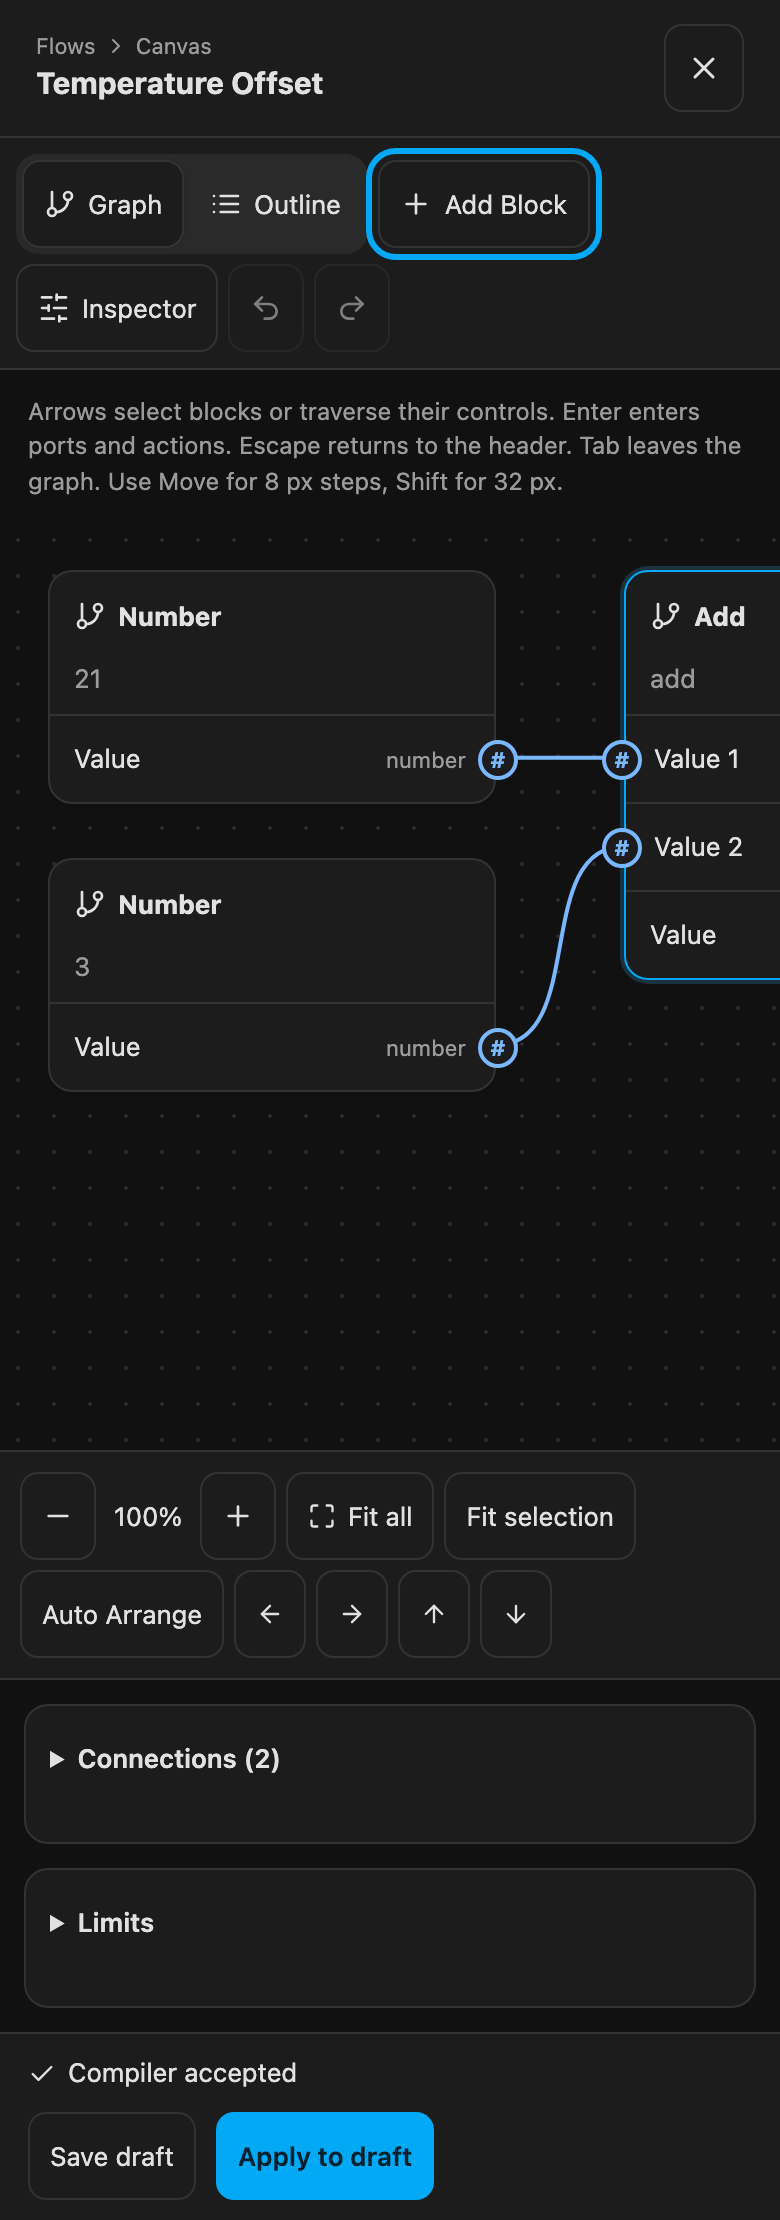 Flows > Canvas
Temperature Offset
Graph
Outline
+ Add Block
Inspector
Arrows select blocks or traverse their controls. Enter enters
ports and actions. Escape returns to the header. Tab leaves the
graph. Use Move for 8 px steps, Shift for 32 px.
Number
21
Value number #
Number
3
Value number #
Add
add
# Value 1
# Value 2
Value
− 100% + Fit all Fit selection
Auto Arrange ← → ↑ ↓
▶ Connections (2)
▶ Limits
✓ Compiler accepted
Save draft Apply to draft